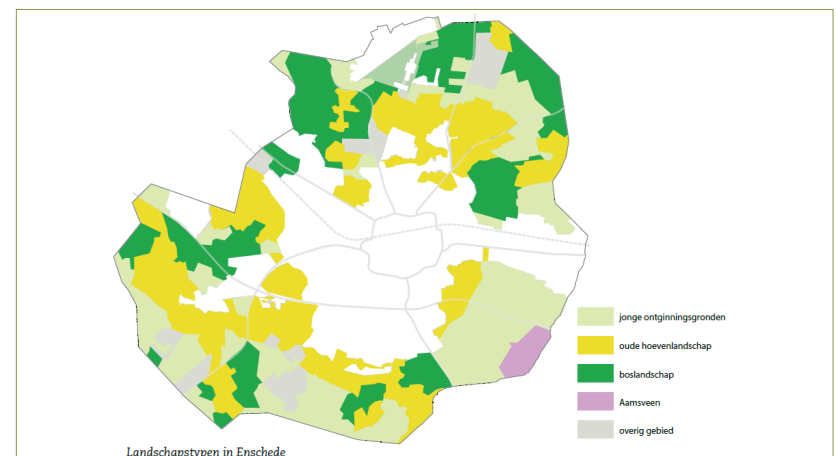 jonge ontginningsgronden
oude hoevenlandschap
boslandschap
Aamsveen
overig gebied
Landschapstypen in Enschede